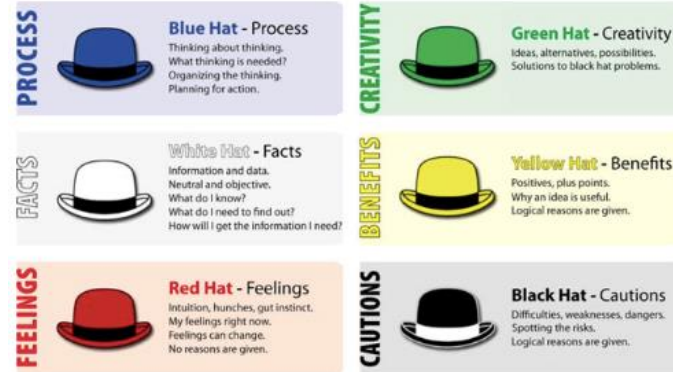 PROCESS
Blue Hat - Process
Thinking about thinking.
What thinking is needed?
Organizing the thinking.
Planning for action.
CREATIVITY
Green Hat - Creativity
Ideas, alternatives, possibilities.
Solutions to black hat problems.
FACTS
White Hat - Facts
Information and data.
Neutral and objective.
What do I know?
What do I need to find out?
How will I get the information I need?
BENEFITS
Yellow Hat - Benefits
Positives, plus points.
Why an idea is useful.
Logical reasons are given.
FEELINGS
Red Hat - Feelings
Intuition, hunches, gut instinct.
My feelings right now.
Feelings can change.
No reasons are given.
CAUTIONS
Black Hat - Cautions
Difficulties, weaknesses, dangers.
Spotting the risks.
Logical reasons are given.